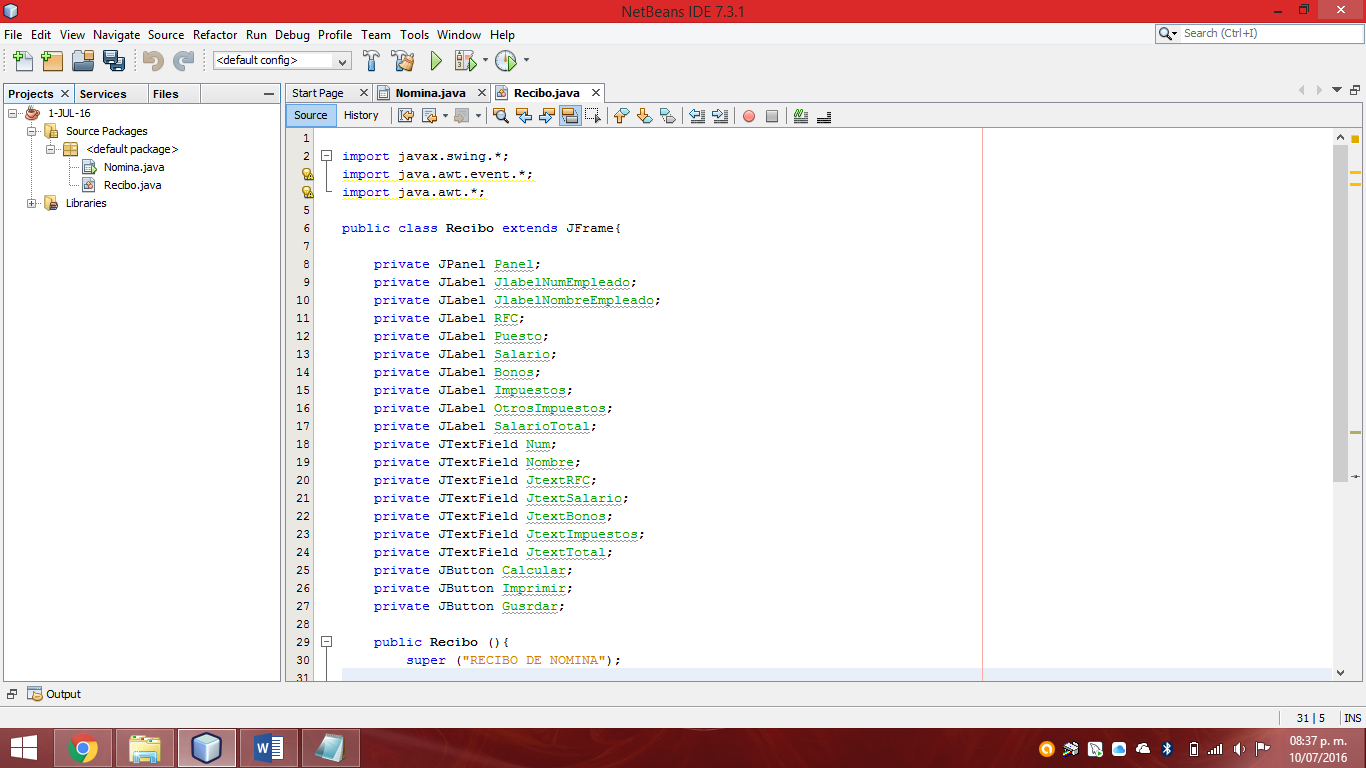 NetBeans IDE 7.3.1
File Edit View Navigate Source Refactor Run Debug Profile Team Tools Window Help
Search (Ctrl+I)
<default config>
Projects Services Files
Start Page Nomina.java Recibo.java
1-JUL-16
Source Packages
<default package>
Nomina.java
Recibo.java
Libraries
Source History
1
2 import javax.swing.*;
import java.awt.event.*;
import java.awt.*;
5
6 public class Recibo extends JFrame{
7
8 private JPanel Panel;
9 private JLabel JlabelNumEmpleado;
10 private JLabel JlabelNombreEmpleado;
11 private JLabel RFC;
12 private JLabel Puesto;
13 private JLabel Salario;
14 private JLabel Bonos;
15 private JLabel Impuestos;
16 private JLabel OtrosImpuestos;
17 private JLabel SalarioTotal;
18 private JTextField Num;
19 private JTextField Nombre;
20 private JTextField JtextRFC;
21 private JTextField JtextSalario;
22 private JTextField JtextBonos;
23 private JTextField JtextImpuestos;
24 private JTextField JtextTotal;
25 private JButton Calcular;
26 private JButton Imprimir;
27 private JButton Gusrdar;
28
29 public Recibo (){
30 super ("RECIBO DE NOMINA");
31
Output
31 | 5 INS
08:37 p. m.
10/07/2016